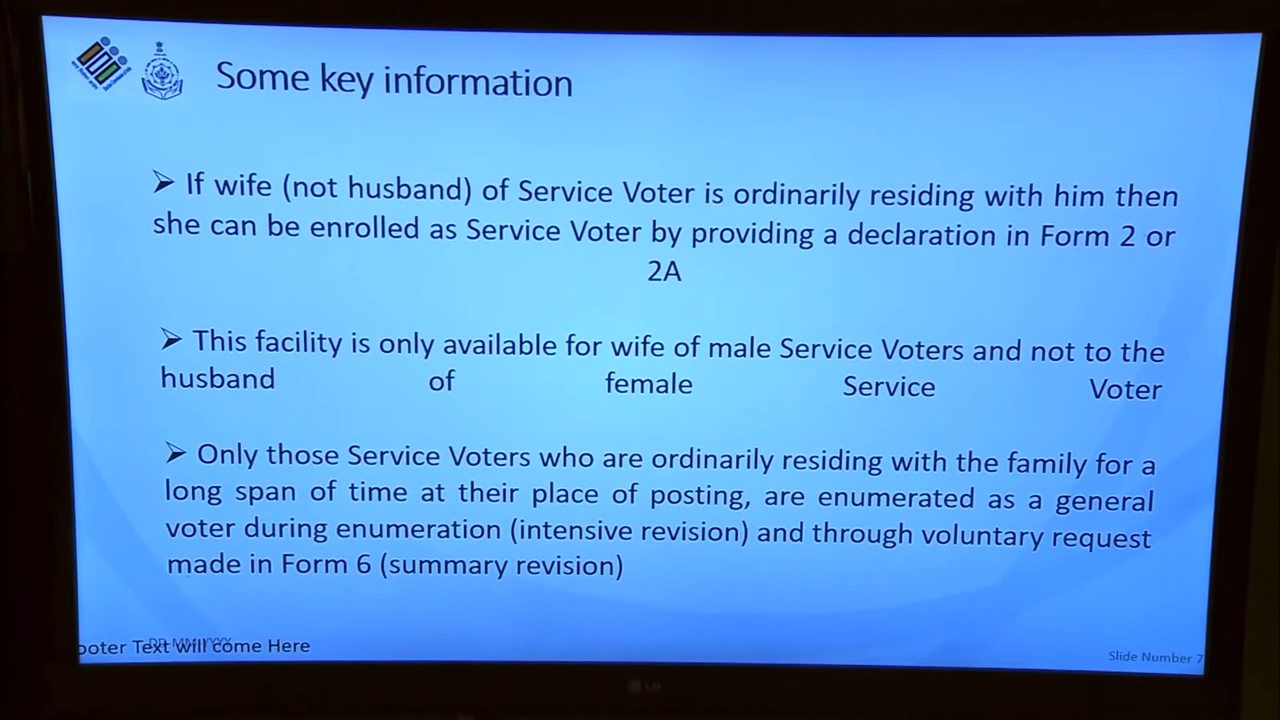 Some key information
➢ If wife (not husband) of Service Voter is ordinarily residing with him then
she can be enrolled as Service Voter by providing a declaration in Form 2 or
2A
➢ This facility is only available for wife of male Service Voters and not to the
husband of female Service Voter
➢ Only those Service Voters who are ordinarily residing with the family for a
long span of time at their place of posting, are enumerated as a general
voter during enumeration (intensive revision) and through voluntary request
made in Form 6 (summary revision)
ooter Text will come Here
DD-MM-YYYY
Slide Number 7
LG